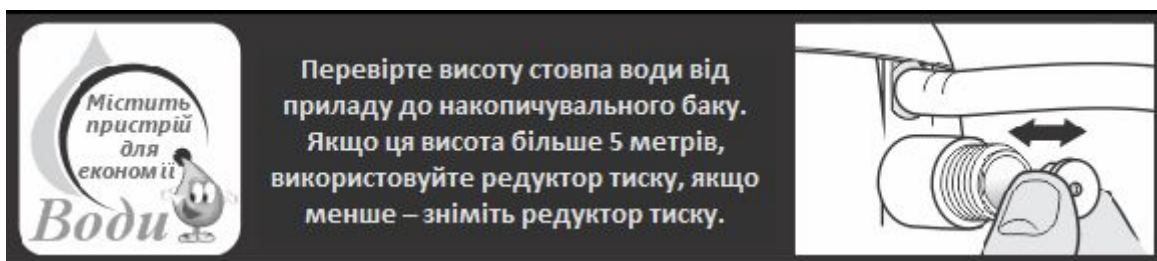 Містить
пристрій
для
економії
Води
Перевірте висоту стовпа води від
приладу до накопичувального баку.
Якщо ця висота більше 5 метрів,
використовуйте редуктор тиску, якщо
менше – зніміть редуктор тиску.